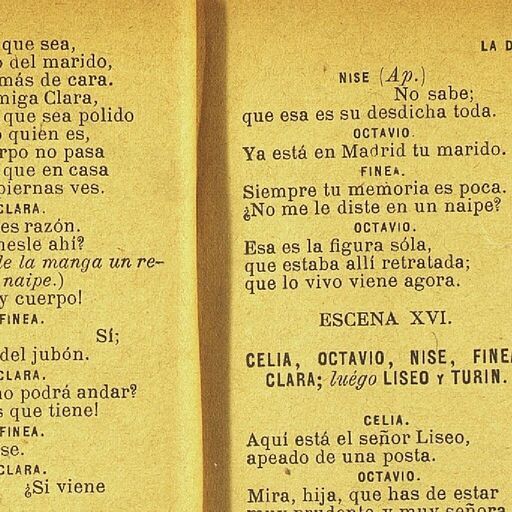 que sea,
del marido,
más de cara.
miga Clara,
que sea polido
quien es,
rpo no pasa
que en casa
piernas ves.
CLARA.
es razón.
nesle ahí?
le la manga un re-
naipe.)
y cuerpo!
FINEA.
Sí;
del jubón.
CLARA.
no podrá andar?
s que tiene!
FINEA.
se.
CLARA.
¿Si viene
LA D
NISE (Ap.)
No sabe;
que esa es su desdicha toda.
OCTAVIO.
Ya está en Madrid tu marido.
FINEA.
Siempre tu memoria es poca.
¿No me le diste en un naipe?
OCTAVIO.
Esa es la figura sóla,
que estaba allí retratada;
que lo vivo viene agora.
ESCENA XVI.
CELIA, OCTAVIO, NISE, FINEA
CLARA; luégo LISEO Y TURIN.
CELIA.
Aquí está el señor Liseo,
apeado de una posta.
OCTAVIO.
Mira, hija, que has de estar
muy prudente y muy señora